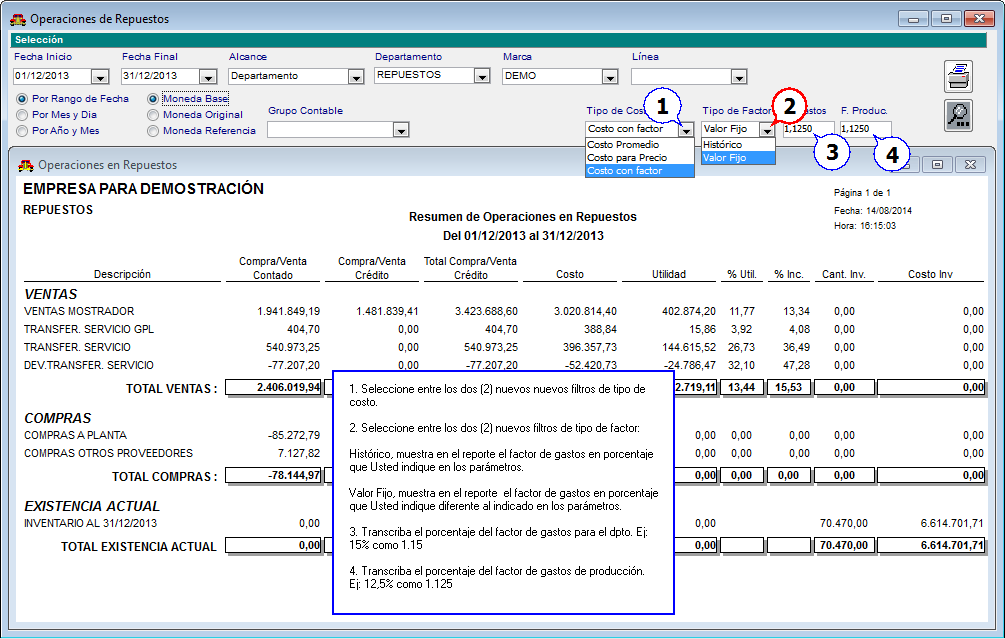 Operaciones de Repuestos
Selección
Fecha Inicio Fecha Final Alcance Departamento Marca Línea
01/12/2013 31/12/2013 Departamento REPUESTOS DEMO
Por Rango de Fecha Moneda Base
Por Mes y Dia Moneda Original
Por Año y Mes Moneda Referencia
Grupo Contable
Tipo de 1 Tipo de Factor 2 F. Produc.
Costo con factor Valor Fijo 1,1250 1,1250
Costo Promedio Histórico
Costo para Precio Valor Fijo
Costo con factor
3 4
Operaciones en Repuestos
EMPRESA PARA DEMOSTRACIÓN
REPUESTOS
Página 1 de 1
Fecha: 14/08/2014
Hora: 16:15:03
Resumen de Operaciones en Repuestos
Del 01/12/2013 al 31/12/2013
Compra/Venta Compra/Venta Total Compra/Venta
Descripción Contado Crédito Crédito Costo Utilidad % Util. % Inc. Cant. Inv. Costo Inv
VENTAS
VENTAS MOSTRADOR 1.941.849,19 1.481.839,41 3.423.688,60 3.020.814,40 402.874,20 11,77 13,34 0,00 0,00
TRANSFER. SERVICIO GPL 404,70 0,00 404,70 388,84 15,86 3,92 4,08 0,00 0,00
TRANSFER. SERVICIO 540.973,25 0,00 540.973,25 396.357,73 144.615,52 26,73 36,49 0,00 0,00
DEV.TRANSFER. SERVICIO -77.207,20 0,00 -77.207,20 -52.420,73 -24.786,47 32,10 47,28 0,00 0,00
TOTAL VENTAS : 2.406.019,94 2.719,11 13,44 15,53 0,00 0,00
COMPRAS
COMPRAS A PLANTA -85.272,79 0,00 0,00 0,00 0,00 0,00
COMPRAS OTROS PROVEEDORES 7.127,82 0,00 0,00 0,00 0,00 0,00
TOTAL COMPRAS : -78.144,97 0,00 0,00 0,00 0,00 0,00
EXISTENCIA ACTUAL
INVENTARIO AL 31/12/2013 0,00 0,00 70.470,00 6.614.701,71
TOTAL EXISTENCIA ACTUAL 0,00 0,00 70.470,00 6.614.701,71
1. Seleccione entre los dos (2) nuevos nuevos filtros de tipo de
costo.
2. Seleccione entre los dos (2) nuevos filtros de tipo de factor:
Histórico, muestra en el reporte el factor de gastos en porcentaje
que Usted indique en los parámetros.
Valor Fijo, muestra en el reporte el factor de gastos en porcentaje
que Usted indique diferente al indicado en los parámetros.
3. Transcriba el porcentaje del factor de gastos para el dpto. Ej:
15% como 1.15
4. Transcriba el porcentaje del factor de gastos de producción.
Ej: 12,5% como 1.125